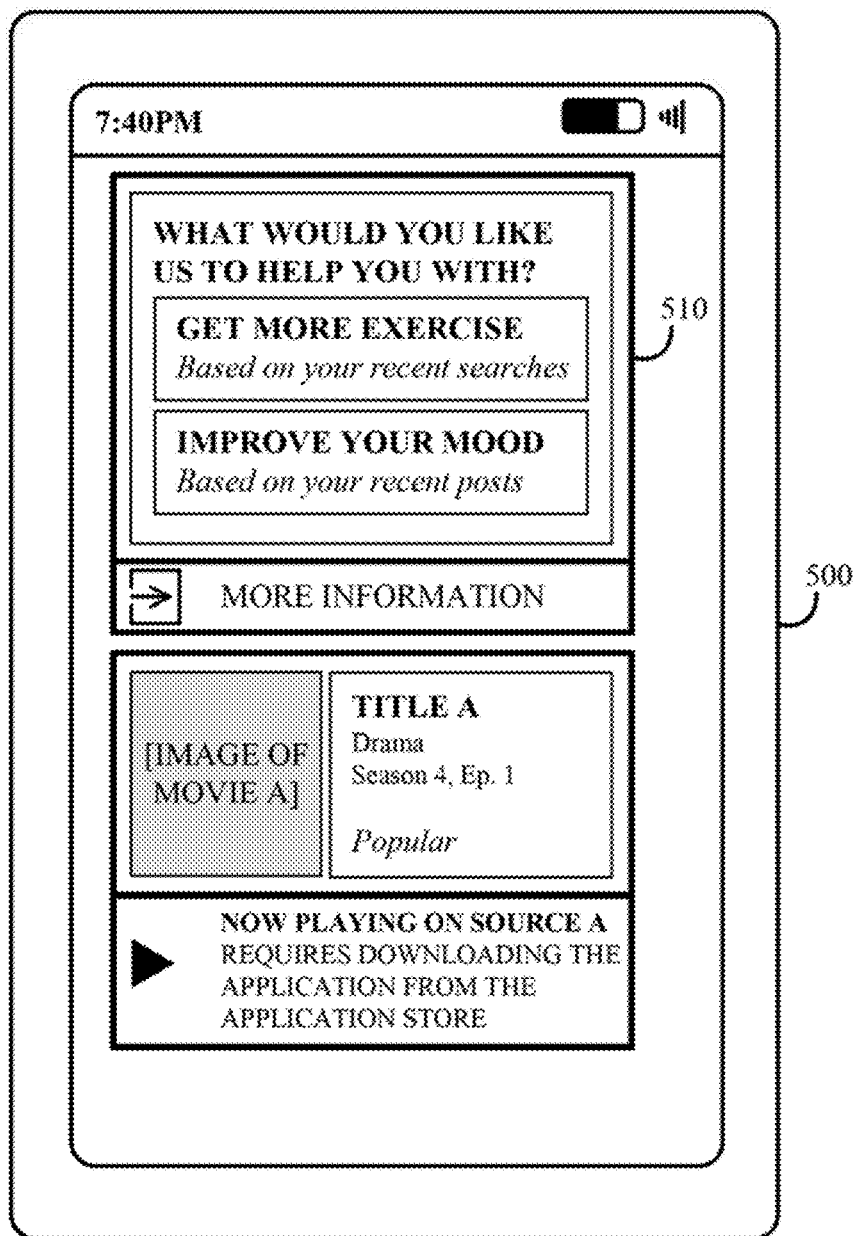 7:40PM
WHAT WOULD YOU LIKE
US TO HELP YOU WITH?
GET MORE EXERCISE
Based on your recent searches
IMPROVE YOUR MOOD
Based on your recent posts
MORE INFORMATION
510
500
[IMAGE OF
MOVIE A]
TITLE A
Drama
Season 4, Ep. 1
Popular
NOW PLAYING ON SOURCE A
REQUIRES DOWNLOADING THE
APPLICATION FROM THE
APPLICATION STORE